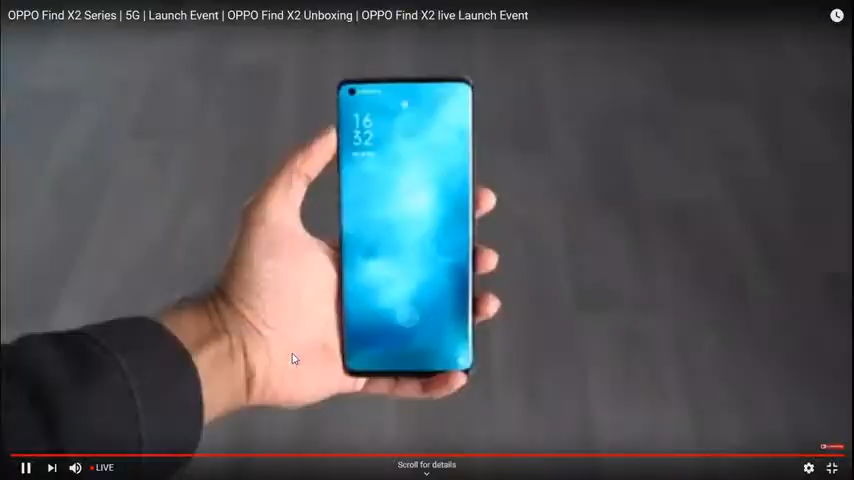 OPPO Find X2 Series | 5G | Launch Event | OPPO Find X2 Unboxing | OPPO Find X2 live Launch Event
16
32
LIVE
Scroll for details